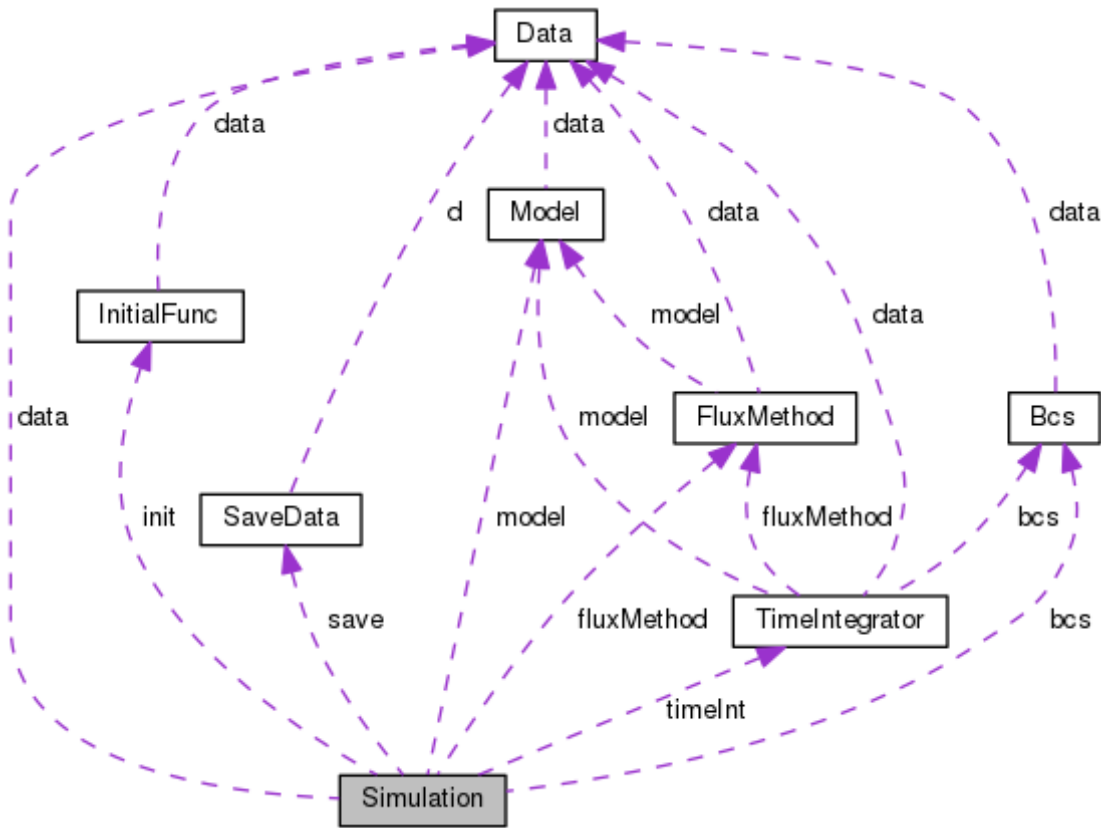 Data
data
data
d
Model
data
data
InitialFunc
model
data
data
model
FluxMethod
Bcs
init
SaveData
model
fluxMethod
bcs
save
fluxMethod
TimeIntegrator
bcs
timeInt
Simulation